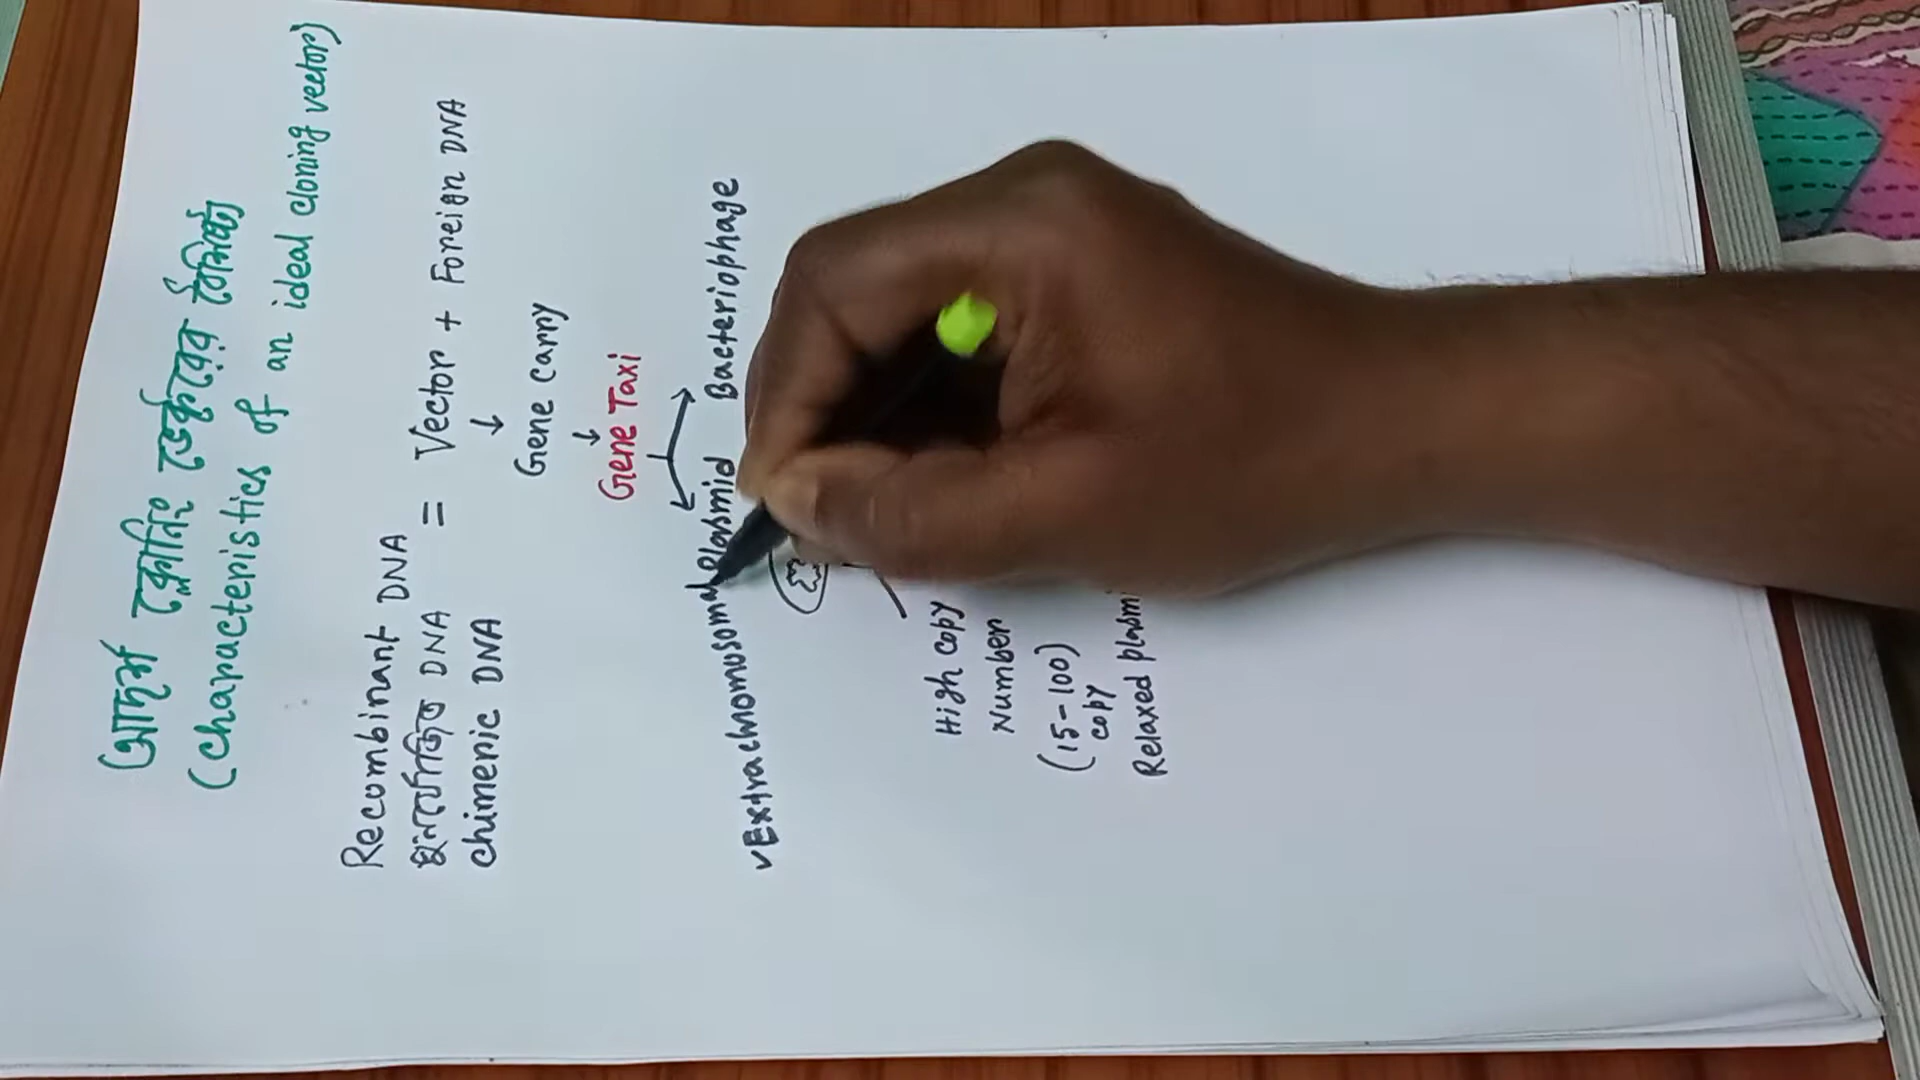 (আদর্শ ক্লোনিং ভেক্টরের বৈশিষ্ট্য
(Characteristics of an ideal cloning vector)
Recombinant DNA
DNA = Vector + Foreign DNA
Chimeric DNA
↓
Gene Carry
↓
Gene Taxi
Extrachromosomal Plasmid Bacteriophage
High copy
Number
(15-100)
copy
Relaxed